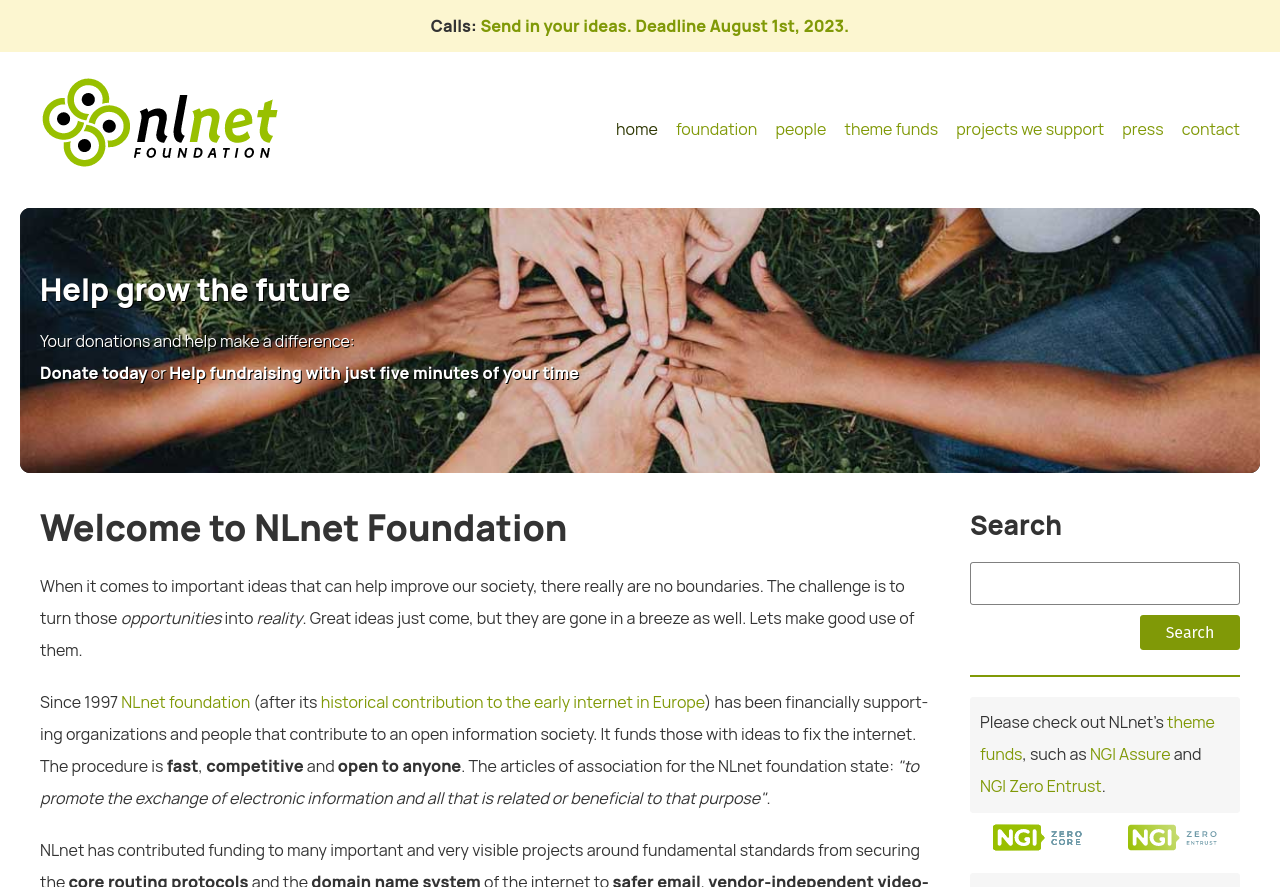 Calls: Send in your ideas. Deadline August 1st, 2023.
nlnet
FOUNDATION
home foundation people theme funds projects we support press contact
Help grow the future
Your donations and help make a difference:
Donate today or Help fundraising with just five minutes of your time
Welcome to NLnet Foundation
When it comes to important ideas that can help improve our society, there really are no boundaries. The challenge is to
turn those opportunities into reality. Great ideas just come, but they are gone in a breeze as well. Lets make good use of
them.
Since 1997 NLnet foundation (after its historical contribution to the early internet in Europe) has been financially support-
ing organizations and people that contribute to an open information society. It funds those with ideas to fix the internet.
The procedure is fast, competitive and open to anyone. The articles of association for the NLnet foundation state: "to
promote the exchange of electronic information and all that is related or beneficial to that purpose".
NLnet has contributed funding to many important and very visible projects around fundamental standards from securing
the core routing protocols and the domain name system of the internet to safer email, vendor-independent video-
Search
Search
Please check out NLnet's theme
funds, such as NGI Assure and
NGI Zero Entrust.
NGI ZERO CORE
NGI ZERO ENTRUST